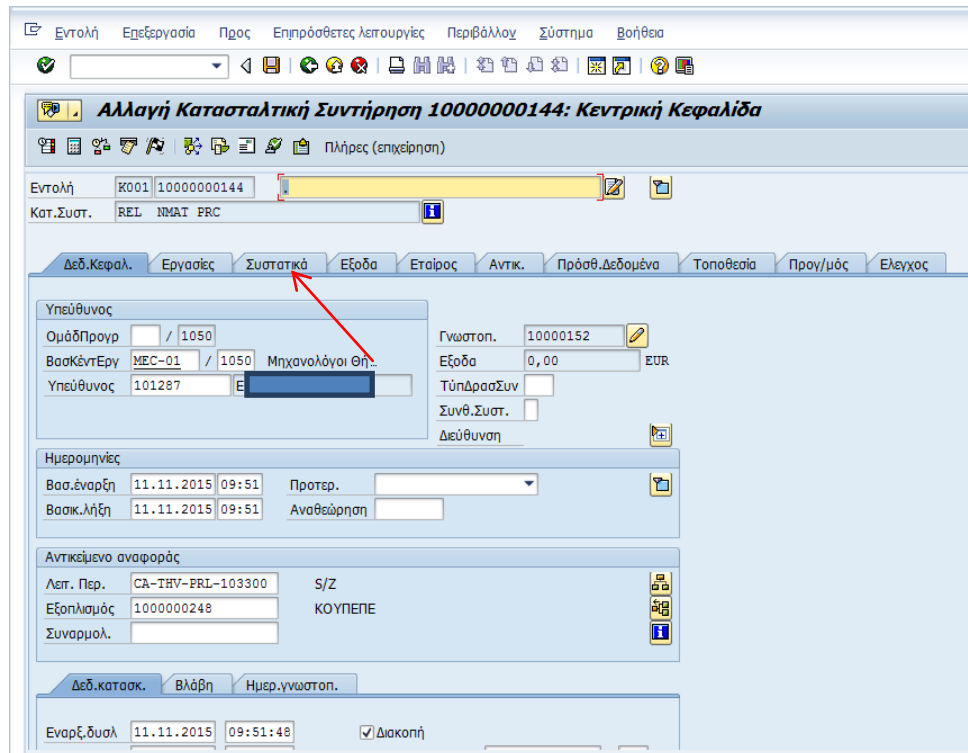 Εντολή Επεξεργασία Προς Επιπρόσθετες λειτουργίες Περιβάλλον Σύστημα Βοήθεια
Αλλαγή Κατασταλτική Συντήρηση 10000000144: Κεντρική Κεφαλίδα
Πλήρες (επιχείρηση)
Εντολή K001 10000000144 .
Κατ.Συστ. REL NMAT PRC
Δεδ.Κεφαλ. Εργασίες Συστατικά Εξοδα Εταίρος Αντικ. Πρόσθ.Δεδομένα Τοποθεσία Προγ/μός Ελεγχος
Υπεύθυνος
ΟμάδΠρογρ / 1050 Γνωστοπ. 10000152
ΒασΚέντΕργ MEC-01 / 1050 Μηχανολόγοι Θή... Εξοδα 0,00 EUR
Υπεύθυνος 101287 Ε ΤύπΔρασΣυν
Συνθ.Συστ.
Διεύθυνση
Ημερομηνίες
Βασ.έναρξη 11.11.2015 09:51 Προτερ.
Βασικ.λήξη 11.11.2015 09:51 Αναθεώρηση
Αντικείμενο αναφοράς
Λειτ. Περ. CA-THV-PRL-103300 S/Z
Εξοπλισμός 1000000248 ΚΟΥΠΕΠΕ
Συναρμολ.
Δεδ.κατασκ. Βλάβη Ημερ.γνωστοπ.
Εναρξ.δυσλ 11.11.2015 09:51:48 Διακοπή